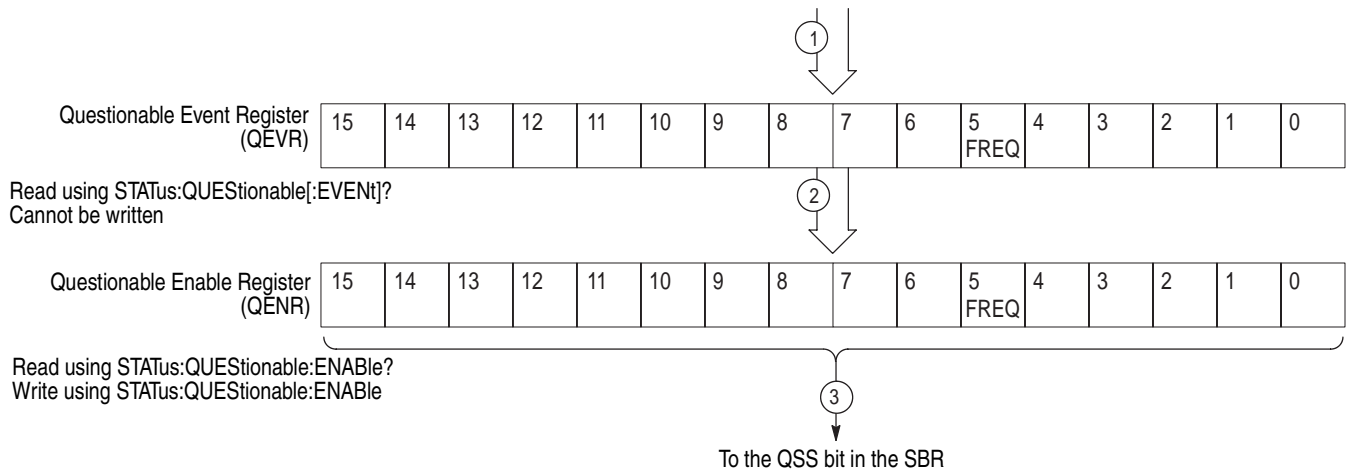 1
Questionable Event Register
(QEVR)
15 14 13 12 11 10 9 8 7 6 5 4 3 2 1 0
FREQ
Read using STATus:QUEStionable[:EVENt]?
Cannot be written
2
Questionable Enable Register
(QENR)
15 14 13 12 11 10 9 8 7 6 5 4 3 2 1 0
FREQ
Read using STATus:QUEStionable:ENABle?
Write using STATus:QUEStionable:ENABle
3
To the QSS bit in the SBR